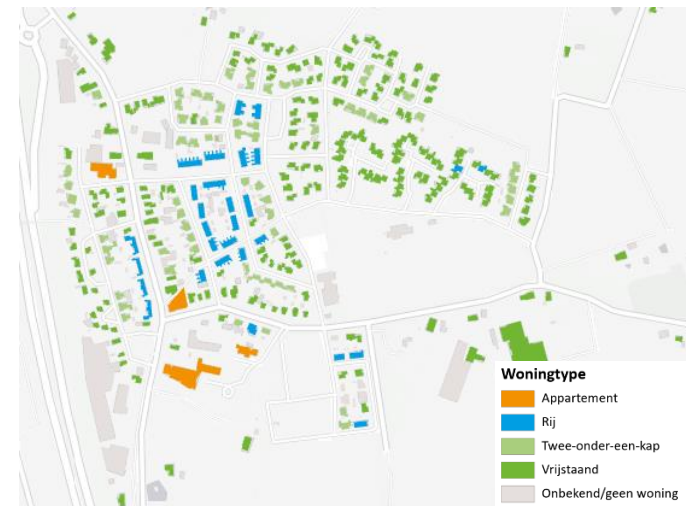 Woningtype
Appartement
Rij
Twee-onder-een-kap
Vrijstaand
Onbekend/geen woning